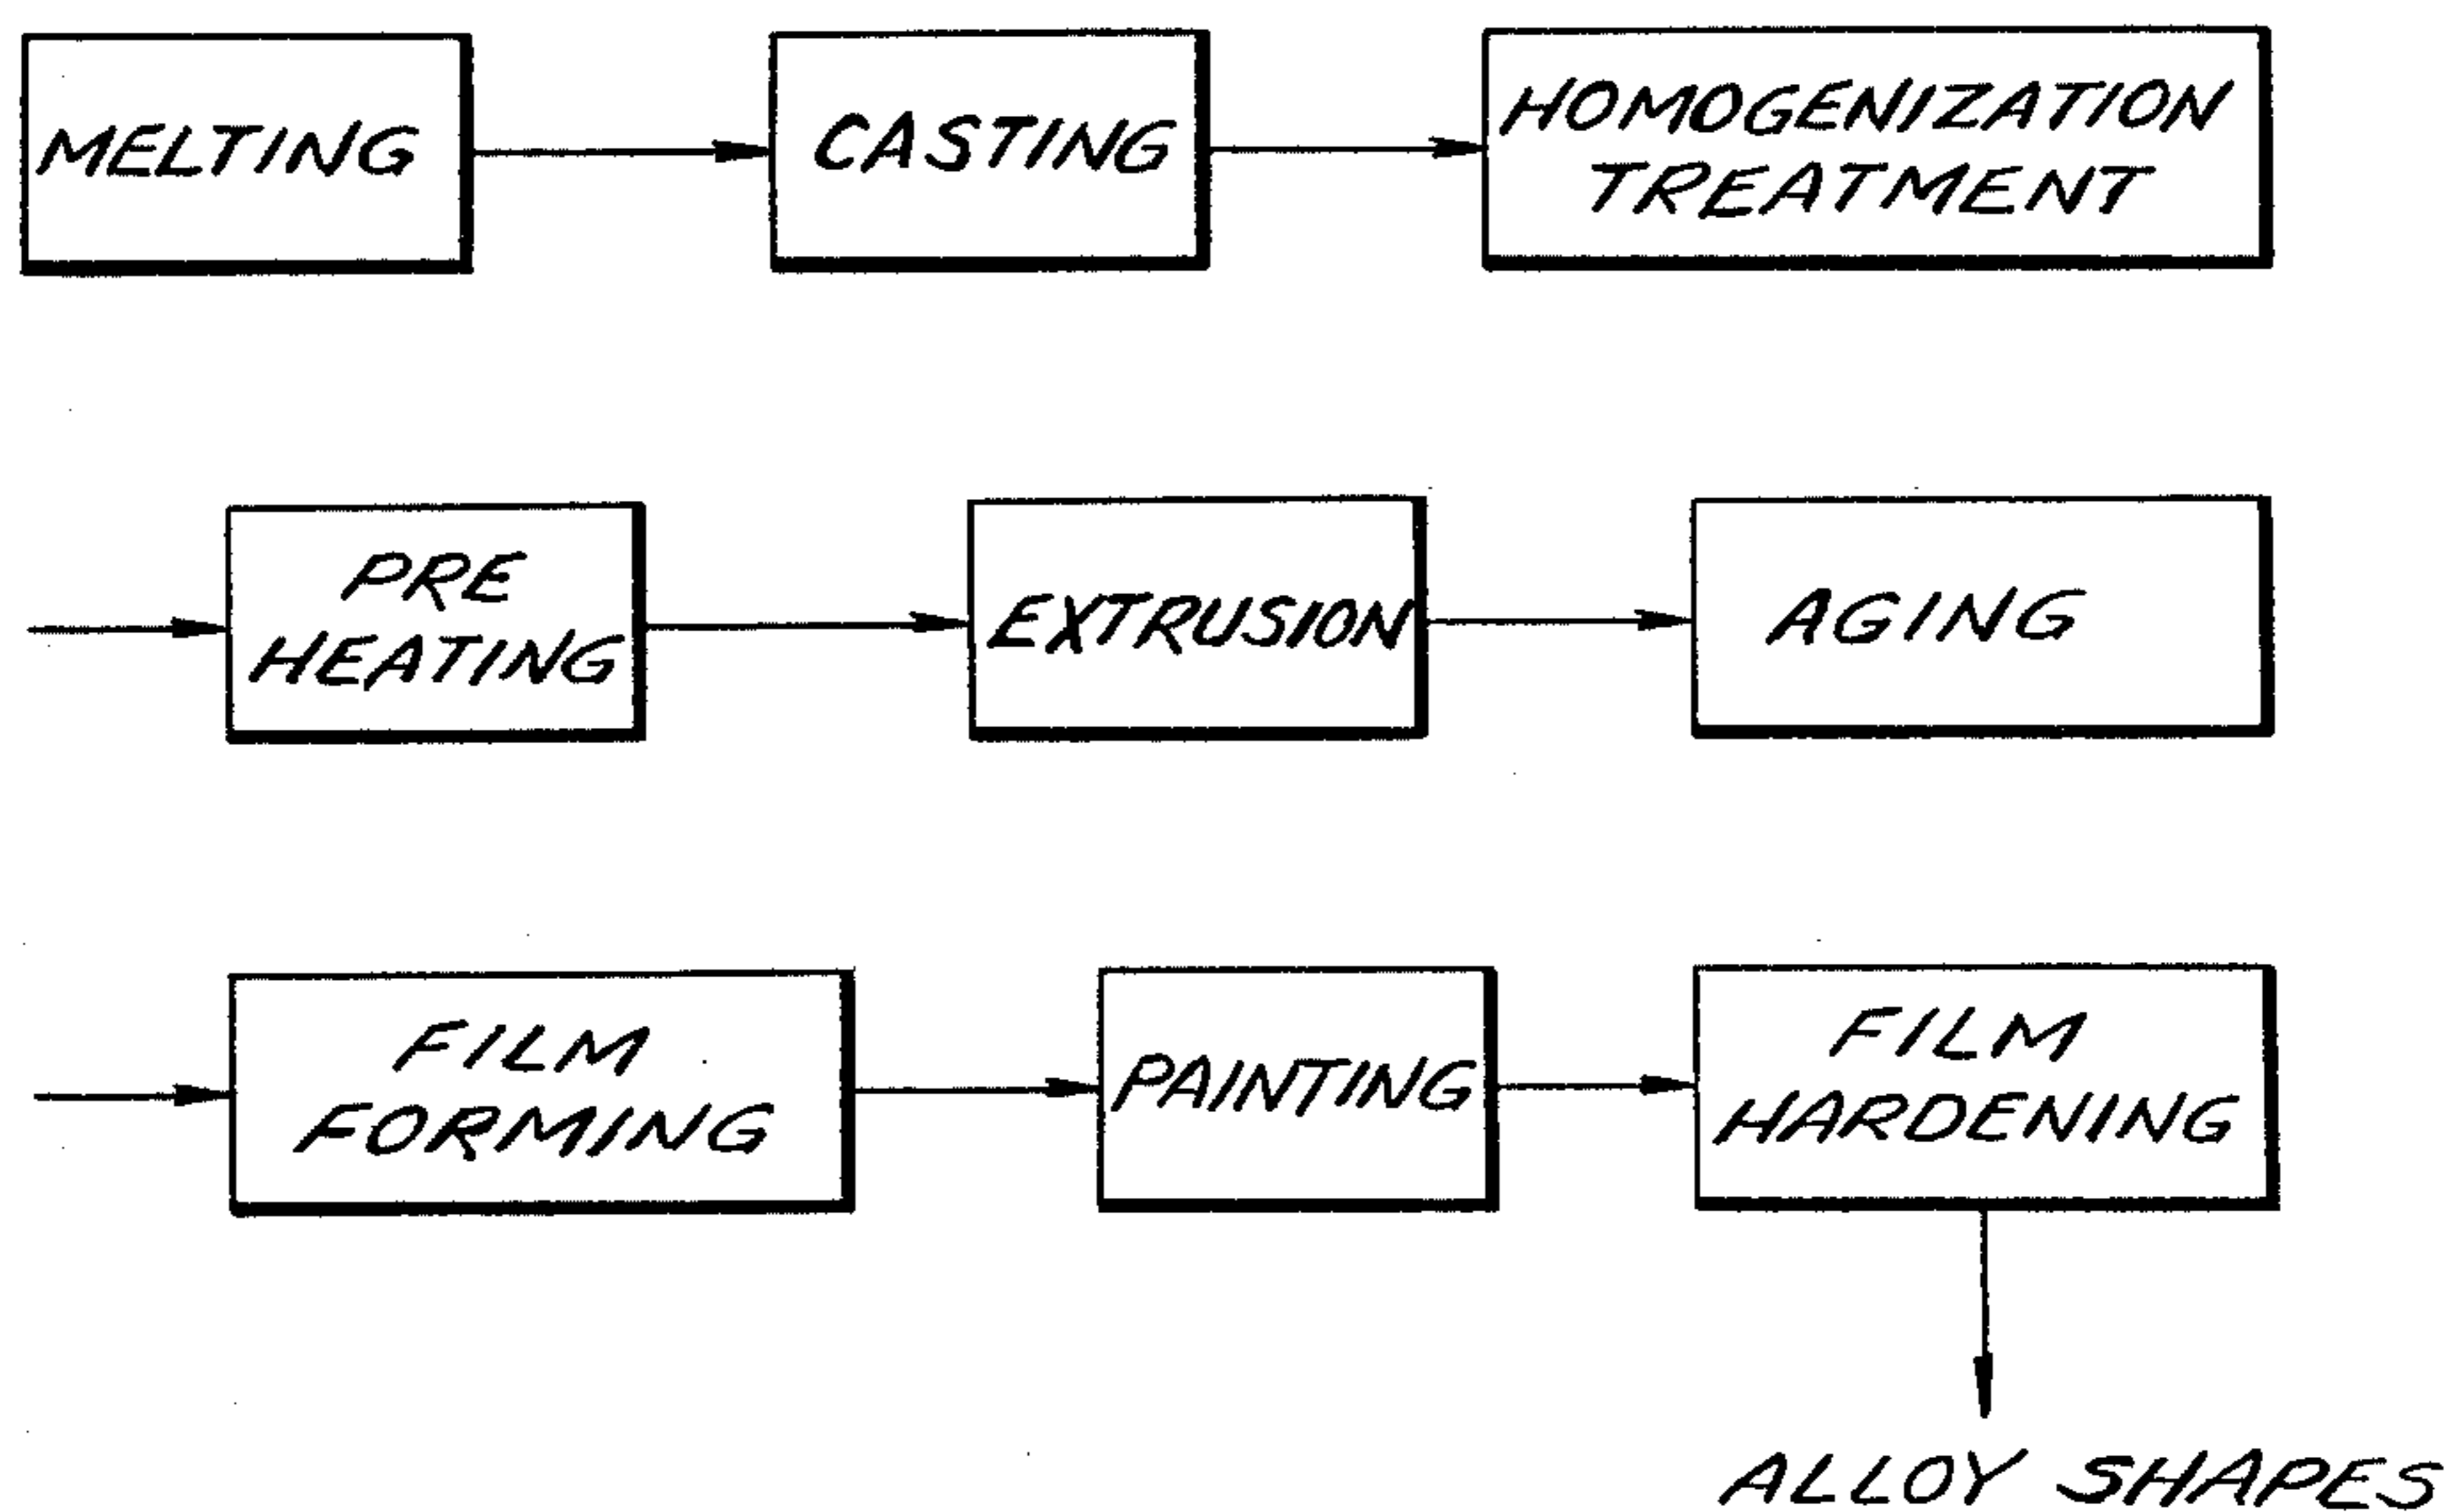 MELTING
CASTING
HOMOGENIZATION
TREATMENT
PRE
HEATING
EXTRUSION
AGING
FILM
FORMING
PAINTING
FILM
HARDENING
ALLOY SHAPES